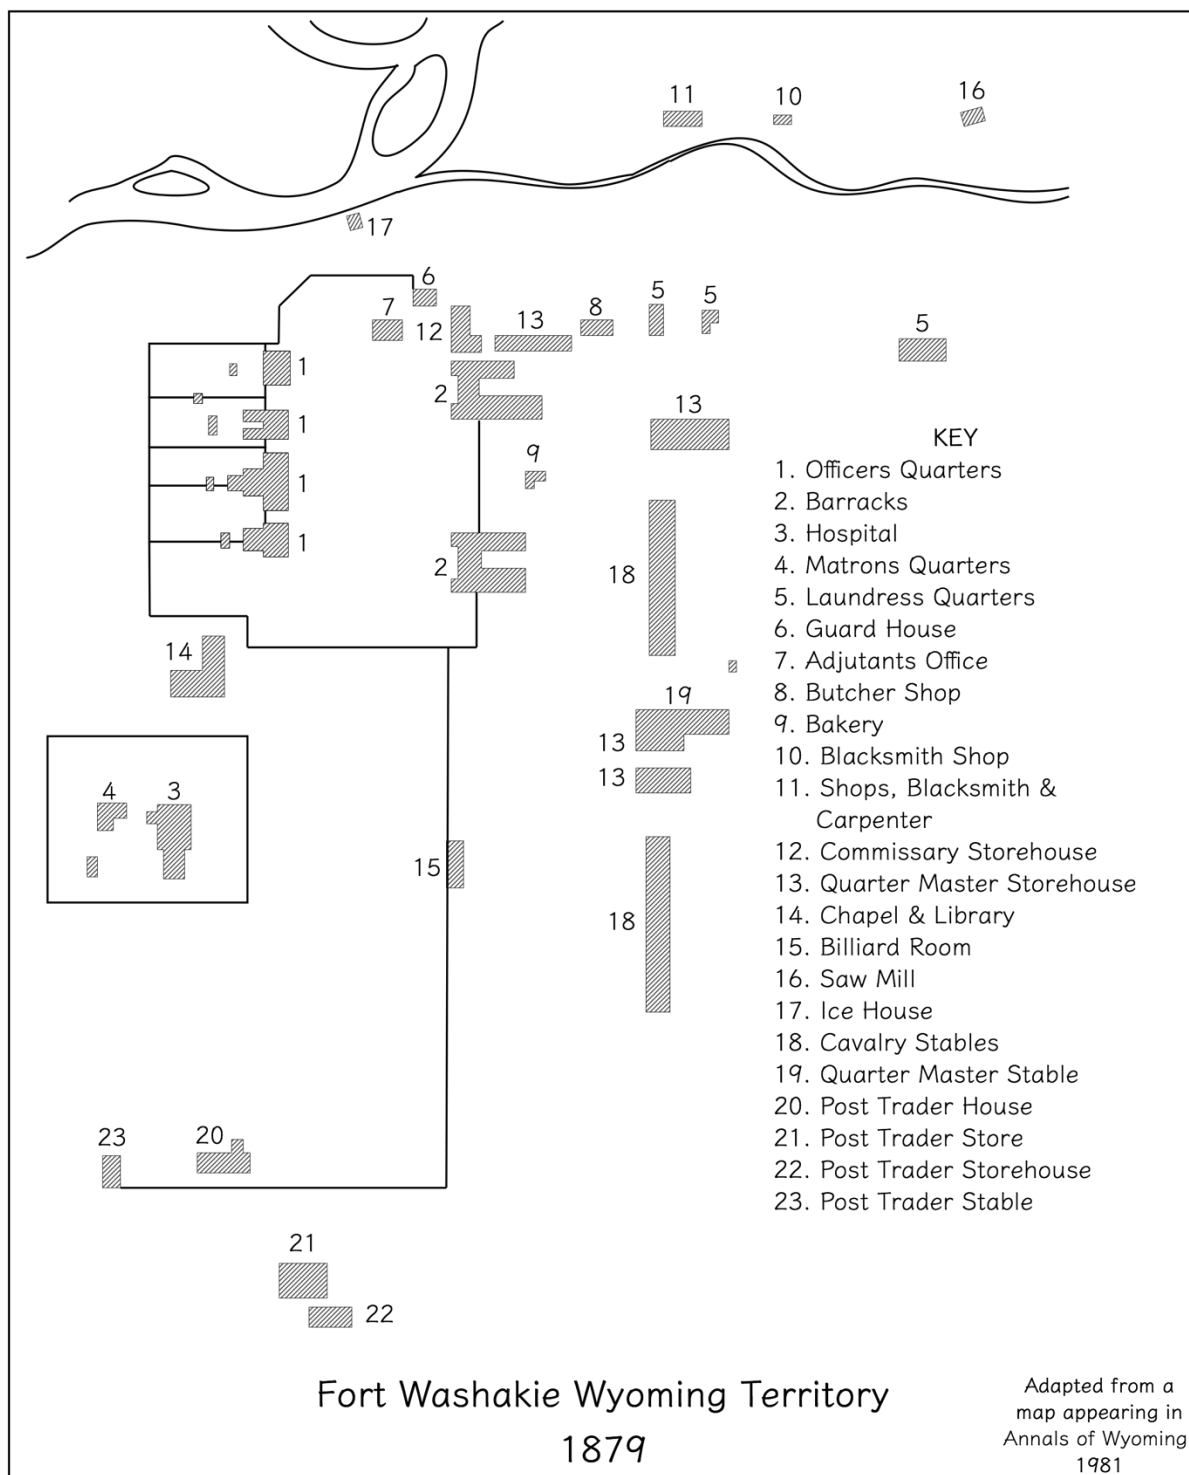 11
10
16
17
6
7
12
13
8
5
5
5
1
2
1
13
9
1
1
2
18
14
19
13
13
4
3
15
18
23
20
21
22
KEY
1. Officers Quarters
2. Barracks
3. Hospital
4. Matrons Quarters
5. Laundress Quarters
6. Guard House
7. Adjutants Office
8. Butcher Shop
9. Bakery
10. Blacksmith Shop
11. Shops, Blacksmith &
Carpenter
12. Commissary Storehouse
13. Quarter Master Storehouse
14. Chapel & Library
15. Billiard Room
16. Saw Mill
17. Ice House
18. Cavalry Stables
19. Quarter Master Stable
20. Post Trader House
21. Post Trader Store
22. Post Trader Storehouse
23. Post Trader Stable
Fort Washakie Wyoming Territory
1879
Adapted from a
map appearing in
Annals of Wyoming
1981